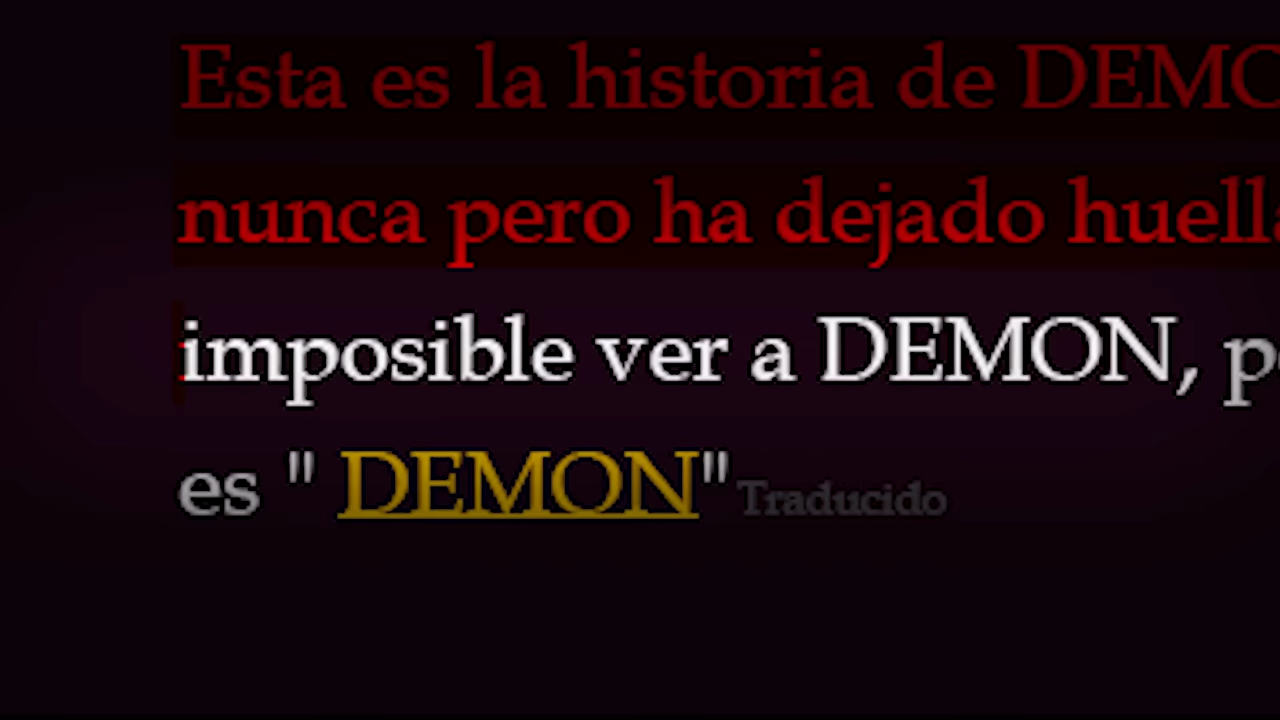 Esta es la historia de
nunca pero ha dejado
imposible ver a DEMON,
es " DEMON" Traducido